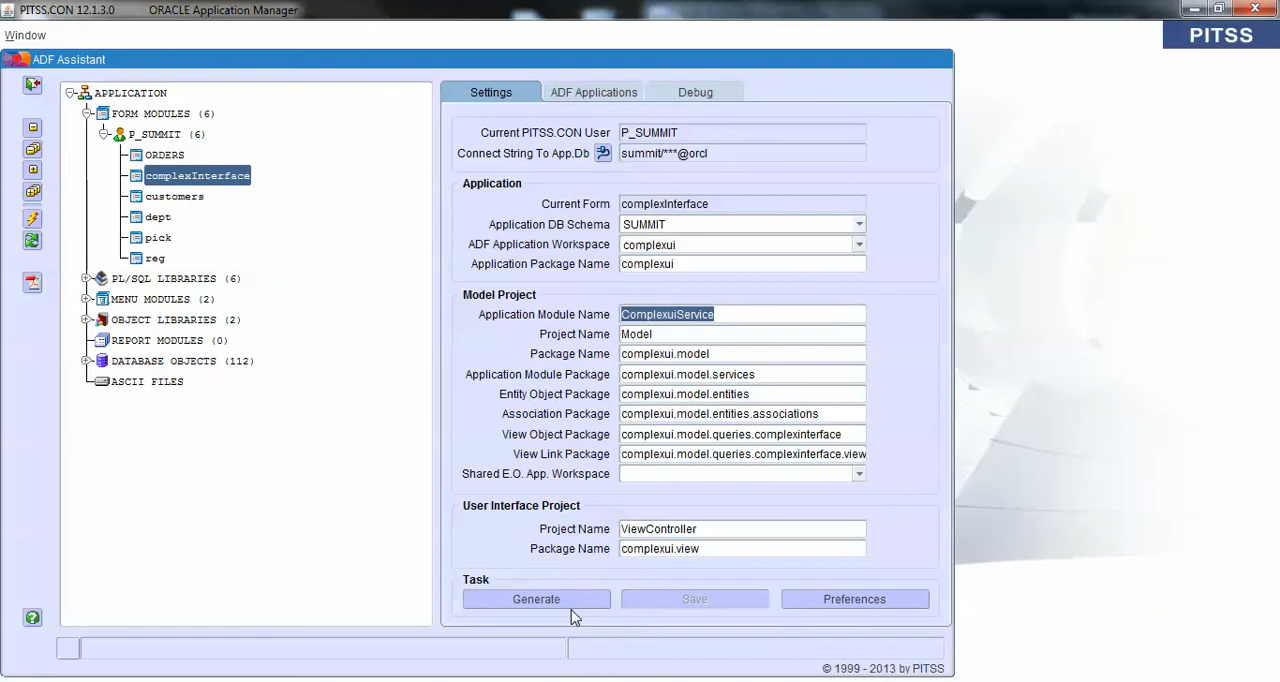 PITSS.CON 12.1.3.0 ORACLE Application Manager
Window
PITSS
ADF Assistant
APPLICATION
FORM MODULES (6)
P_SUMMIT (6)
ORDERS
complexInterface
customers
dept
pick
reg
PL/SQL LIBRARIES (6)
MENU MODULES (2)
OBJECT LIBRARIES (2)
REPORT MODULES (0)
DATABASE OBJECTS (112)
ASCII FILES
Settings ADF Applications Debug
Current PITSS.CON User P_SUMMIT
Connect String To App.Db summit/***@orcl
Application
Current Form complexInterface
Application DB Schema SUMMIT
ADF Application Workspace complexui
Application Package Name complexui
Model Project
Application Module Name ComplexuiService
Project Name Model
Package Name complexui.model
Application Module Package complexui.model.services
Entity Object Package complexui.model.entities
Association Package complexui.model.entities.associations
View Object Package complexui.model.queries.complexinterface
View Link Package complexui.model.queries.complexinterface.view
Shared E.O. App. Workspace
User Interface Project
Project Name ViewController
Package Name complexui.view
Task
Generate Save Preferences
© 1999 - 2013 by PITSS